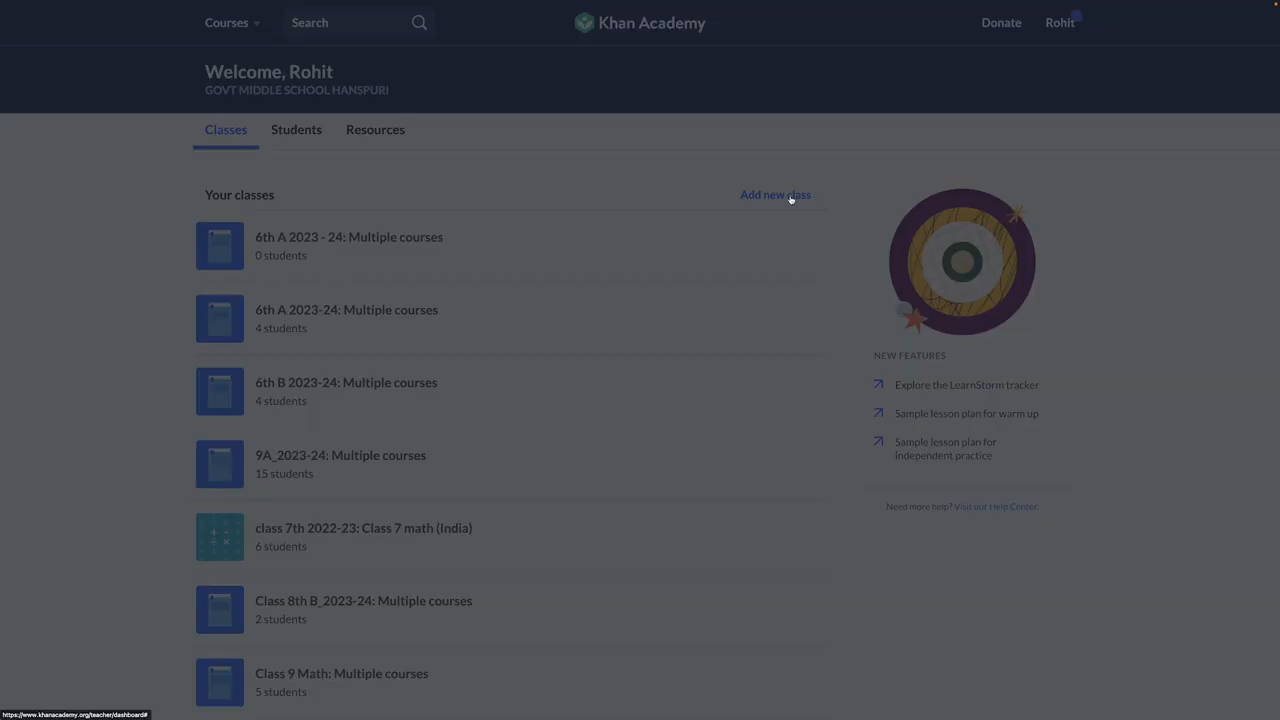 Courses
Search
Khan Academy
Donate
Rohit
Welcome, Rohit
GOVT MIDDLE SCHOOL HANSPURI
Classes
Students
Resources
Your classes
Add new class
6th A 2023 - 24: Multiple courses
0 students
6th A 2023-24: Multiple courses
4 students
6th B 2023-24: Multiple courses
4 students
9A_2023-24: Multiple courses
15 students
class 7th 2022-23: Class 7 math (India)
6 students
Class 8th B_2023-24: Multiple courses
2 students
Class 9 Math: Multiple courses
5 students
NEW FEATURES
Explore the LearnStorm tracker
Sample lesson plan for warm up
Sample lesson plan for
independent practice
Need more help? Visit our Help Center.
https://www.khanacademy.org/teacher/dashboard#